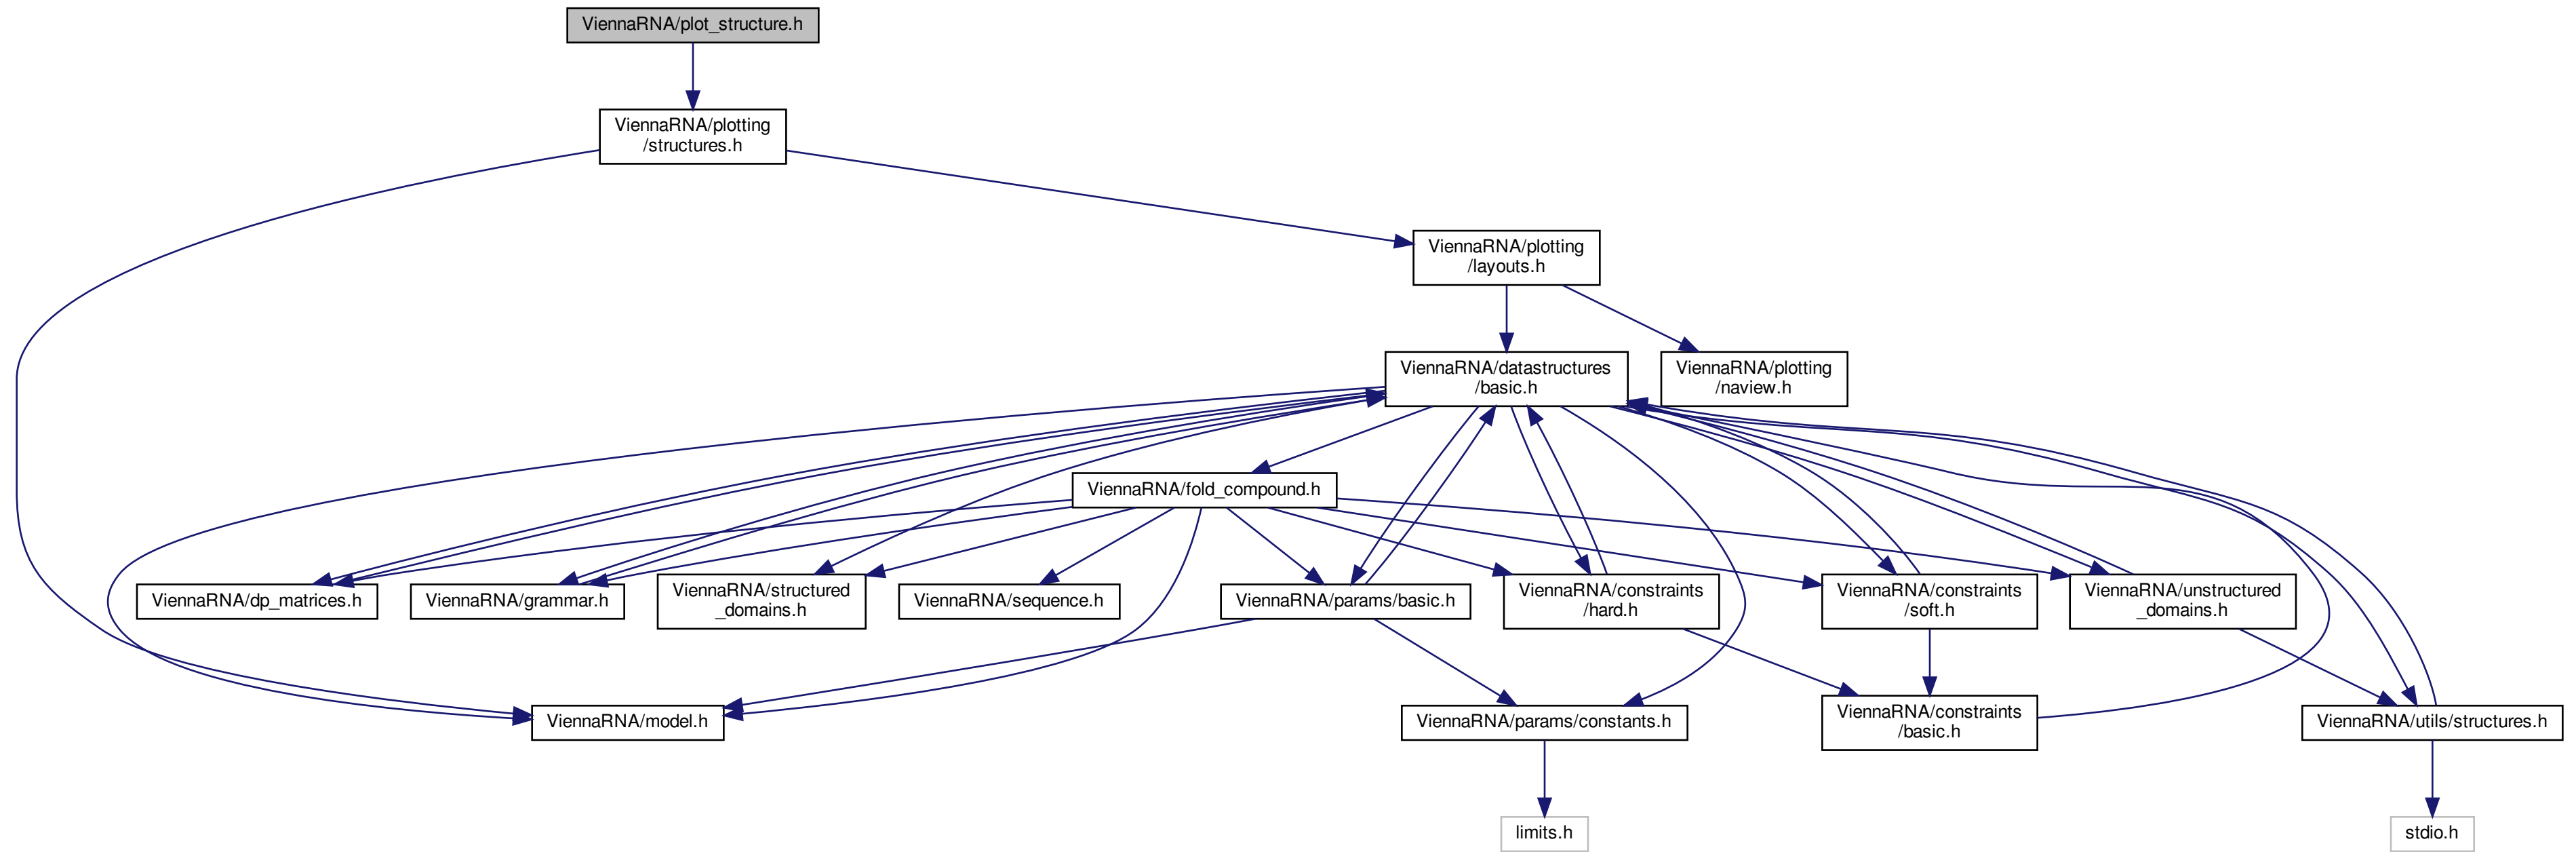 ViennaRNA/plot_structure.h
ViennaRNA/plotting
/structures.h
ViennaRNA/plotting
/layouts.h
ViennaRNA/datastructures
/basic.h
ViennaRNA/plotting
/naview.h
ViennaRNA/fold_compound.h
ViennaRNA/dp_matrices.h
ViennaRNA/grammar.h
ViennaRNA/structured
_domains.h
ViennaRNA/sequence.h
ViennaRNA/params/basic.h
ViennaRNA/constraints
/hard.h
ViennaRNA/constraints
/soft.h
ViennaRNA/unstructured
_domains.h
ViennaRNA/model.h
ViennaRNA/params/constants.h
ViennaRNA/constraints
/basic.h
ViennaRNA/utils/structures.h
limits.h
stdio.h